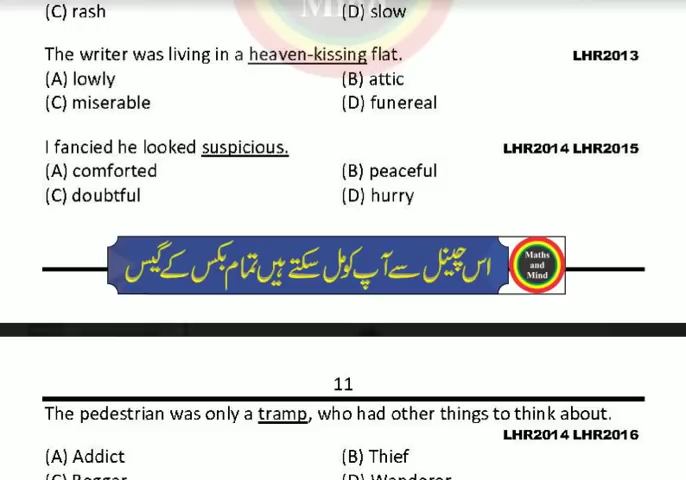 (C) rash (D) slow
The writer was living in a heaven-kissing flat. LHR2013
(A) lowly (B) attic
(C) miserable (D) funereal
I fancied he looked suspicious. LHR2014 LHR2015
(A) comforted (B) peaceful
(C) doubtful (D) hurry
اس چینل سے آپ کو مل سکتے ہیں تمام بکس کے گیس
Maths
and
Mind
11
The pedestrian was only a tramp, who had other things to think about.
LHR2014 LHR2016
(A) Addict (B) Thief
(C) Beggar (D) Wanderer